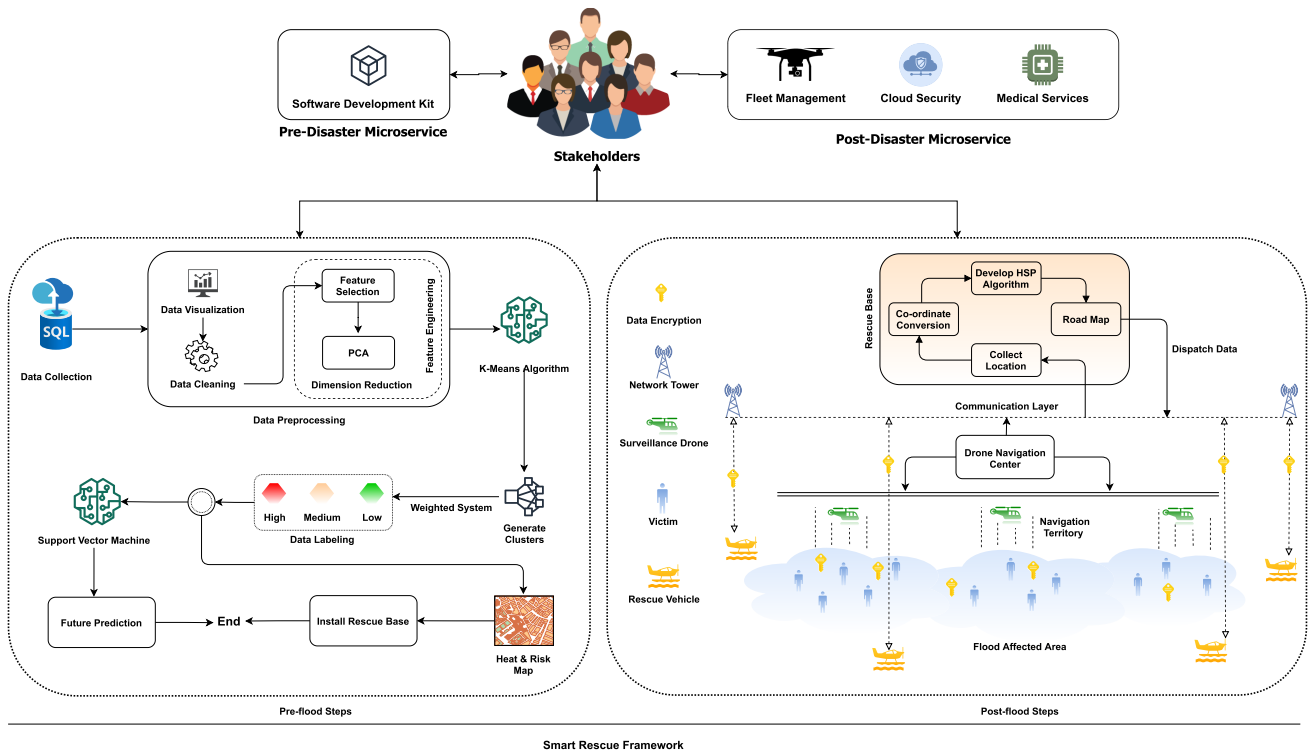 Software Development Kit
Pre-Disaster Microservice
Stakeholders
Fleet Management
Cloud Security
Medical Services
Post-Disaster Microservice
SQL
Data Collection
Data Visualization
Data Cleaning
Feature
Selection
PCA
Dimension Reduction
Feature Engineering
Data Preprocessing
K-Means Algorithm
Generate
Clusters
Weighted System
High
Medium
Low
Data Labeling
Support Vector Machine
Future Prediction
End
Install Rescue Base
Heat & Risk
Map
Pre-flood Steps
Data Encryption
Network Tower
Surveillance Drone
Victim
Rescue Vehicle
Rescue Base
Develop HSP
Algorithm
Co-ordinate
Conversion
Road Map
Collect
Location
Dispatch Data
Communication Layer
Drone Navigation
Center
Navigation
Territory
Flood Affected Area
Post-flood Steps
Smart Rescue Framework